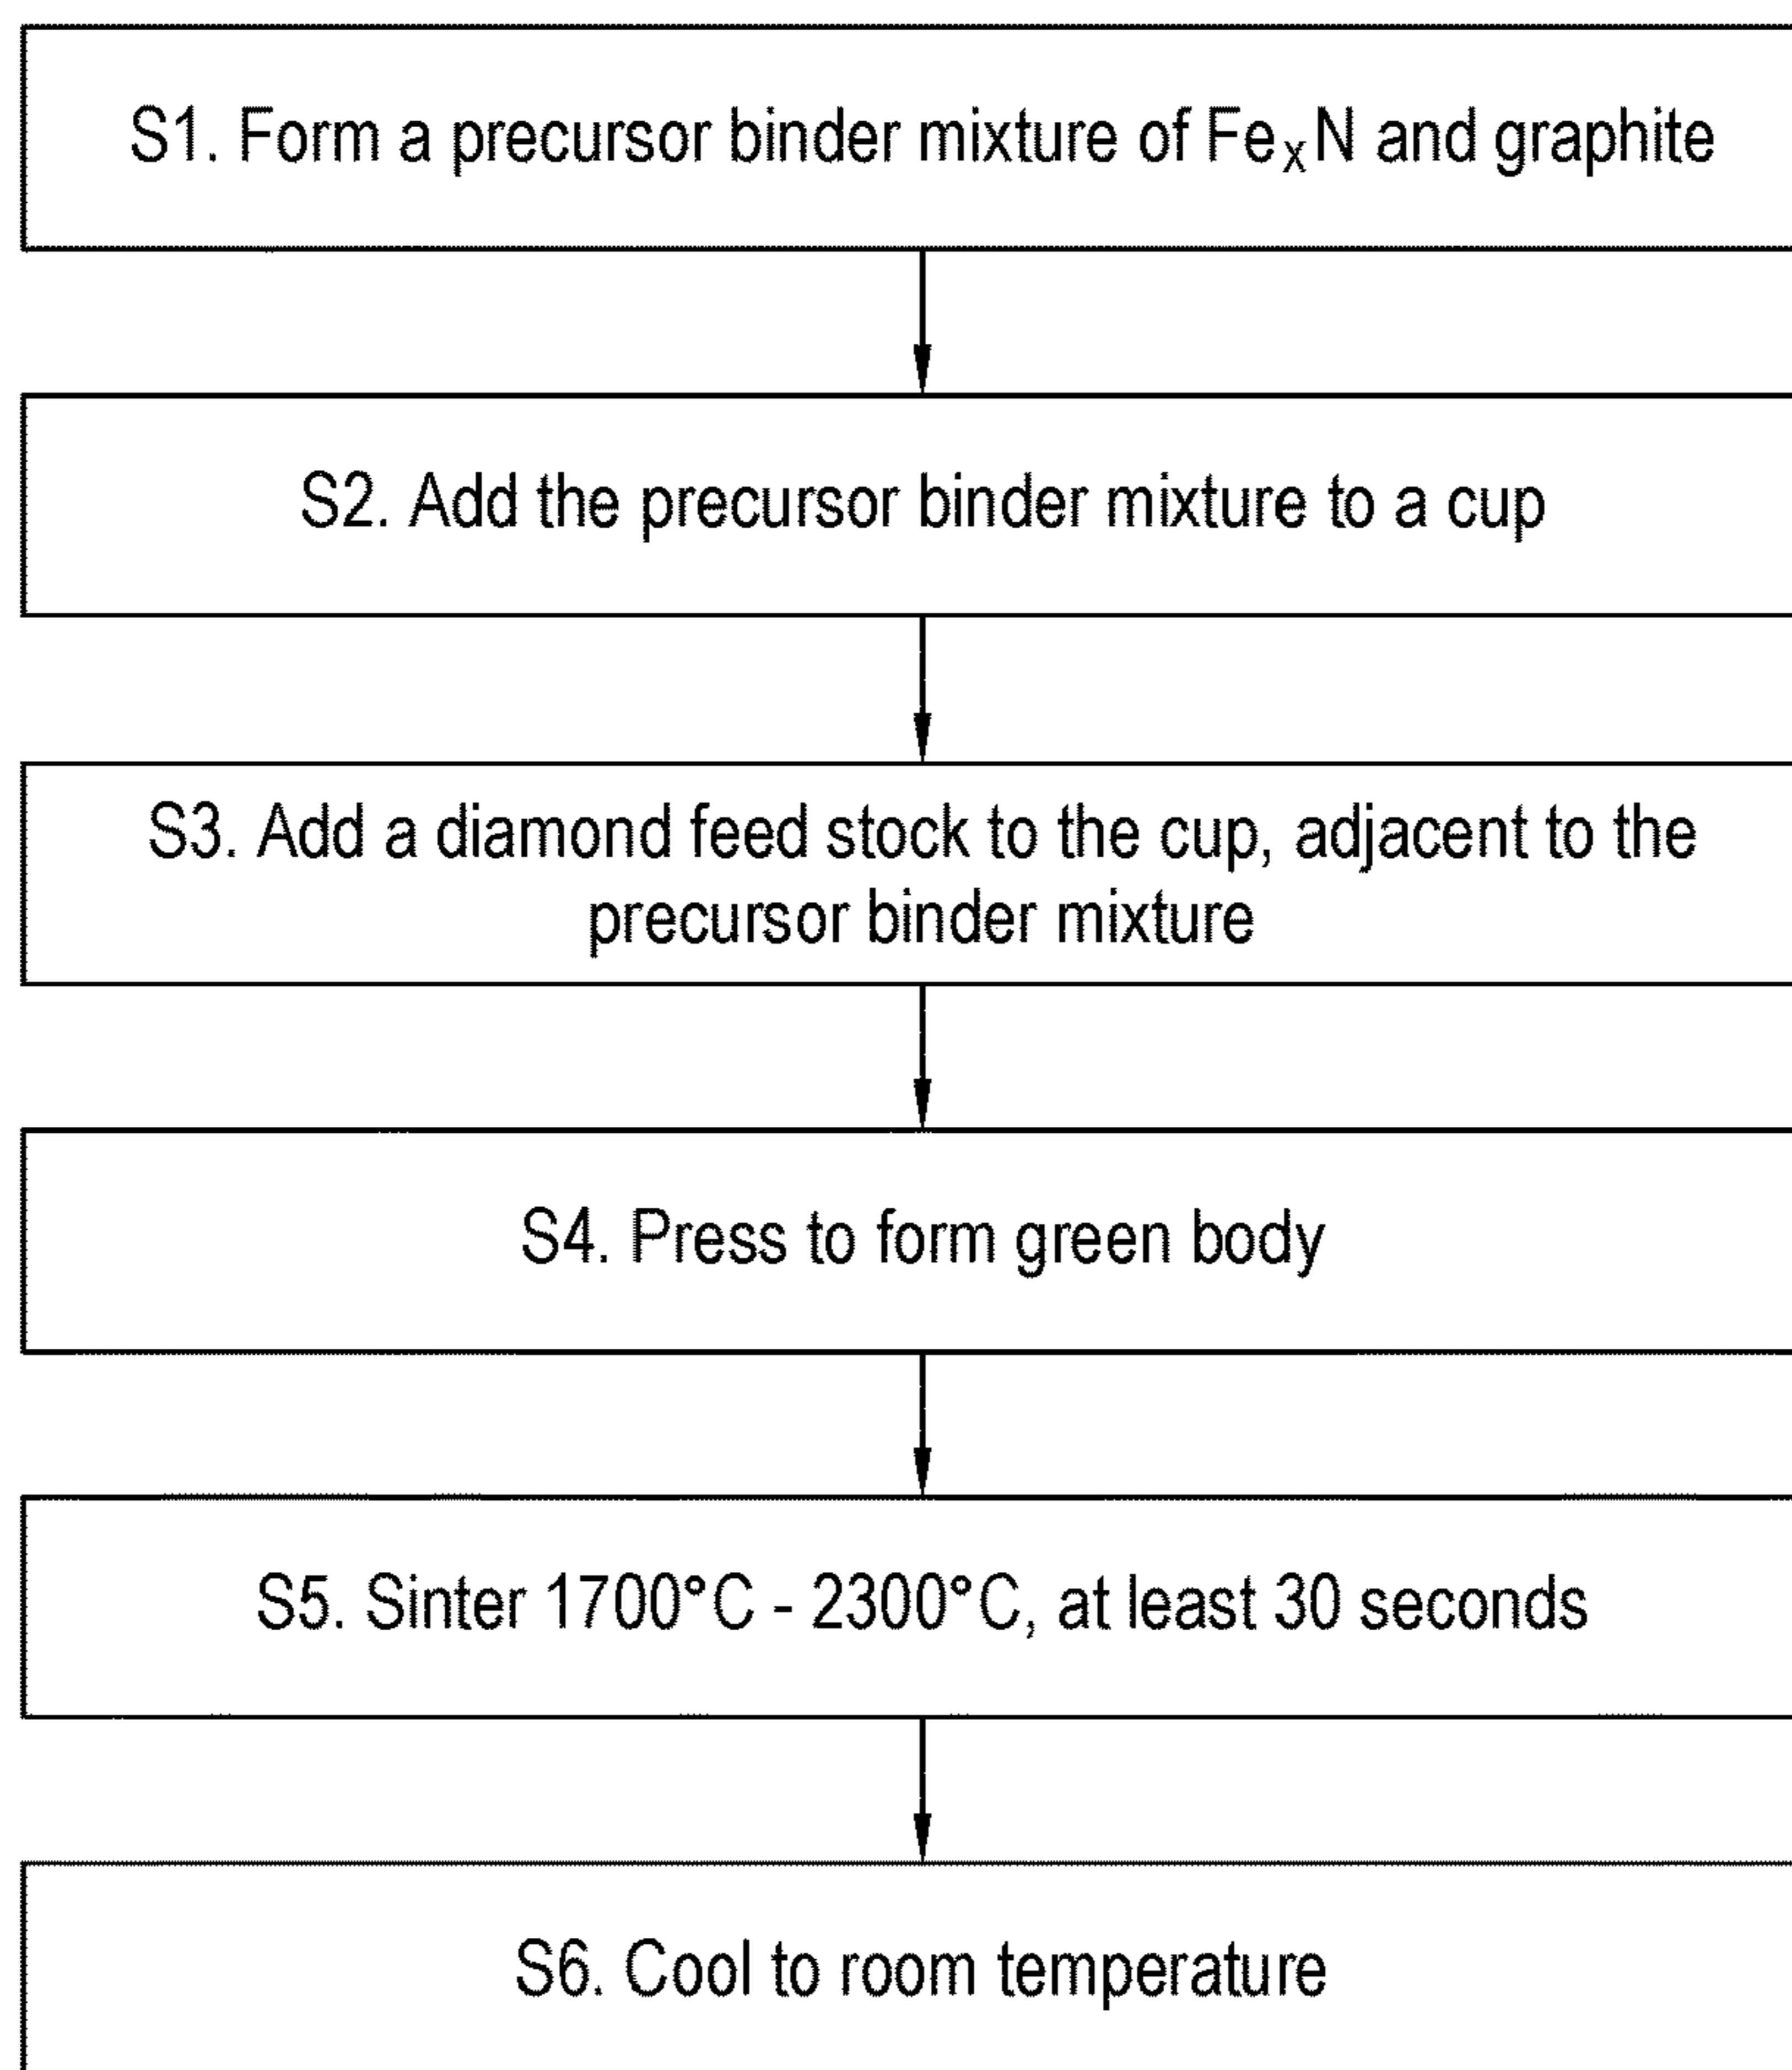 S1. Form a precursor binder mixture of FeₓN and graphite
S2. Add the precursor binder mixture to a cup
S3. Add a diamond feed stock to the cup, adjacent to the
precursor binder mixture
S4. Press to form green body
S5. Sinter 1700°C - 2300°C, at least 30 seconds
S6. Cool to room temperature